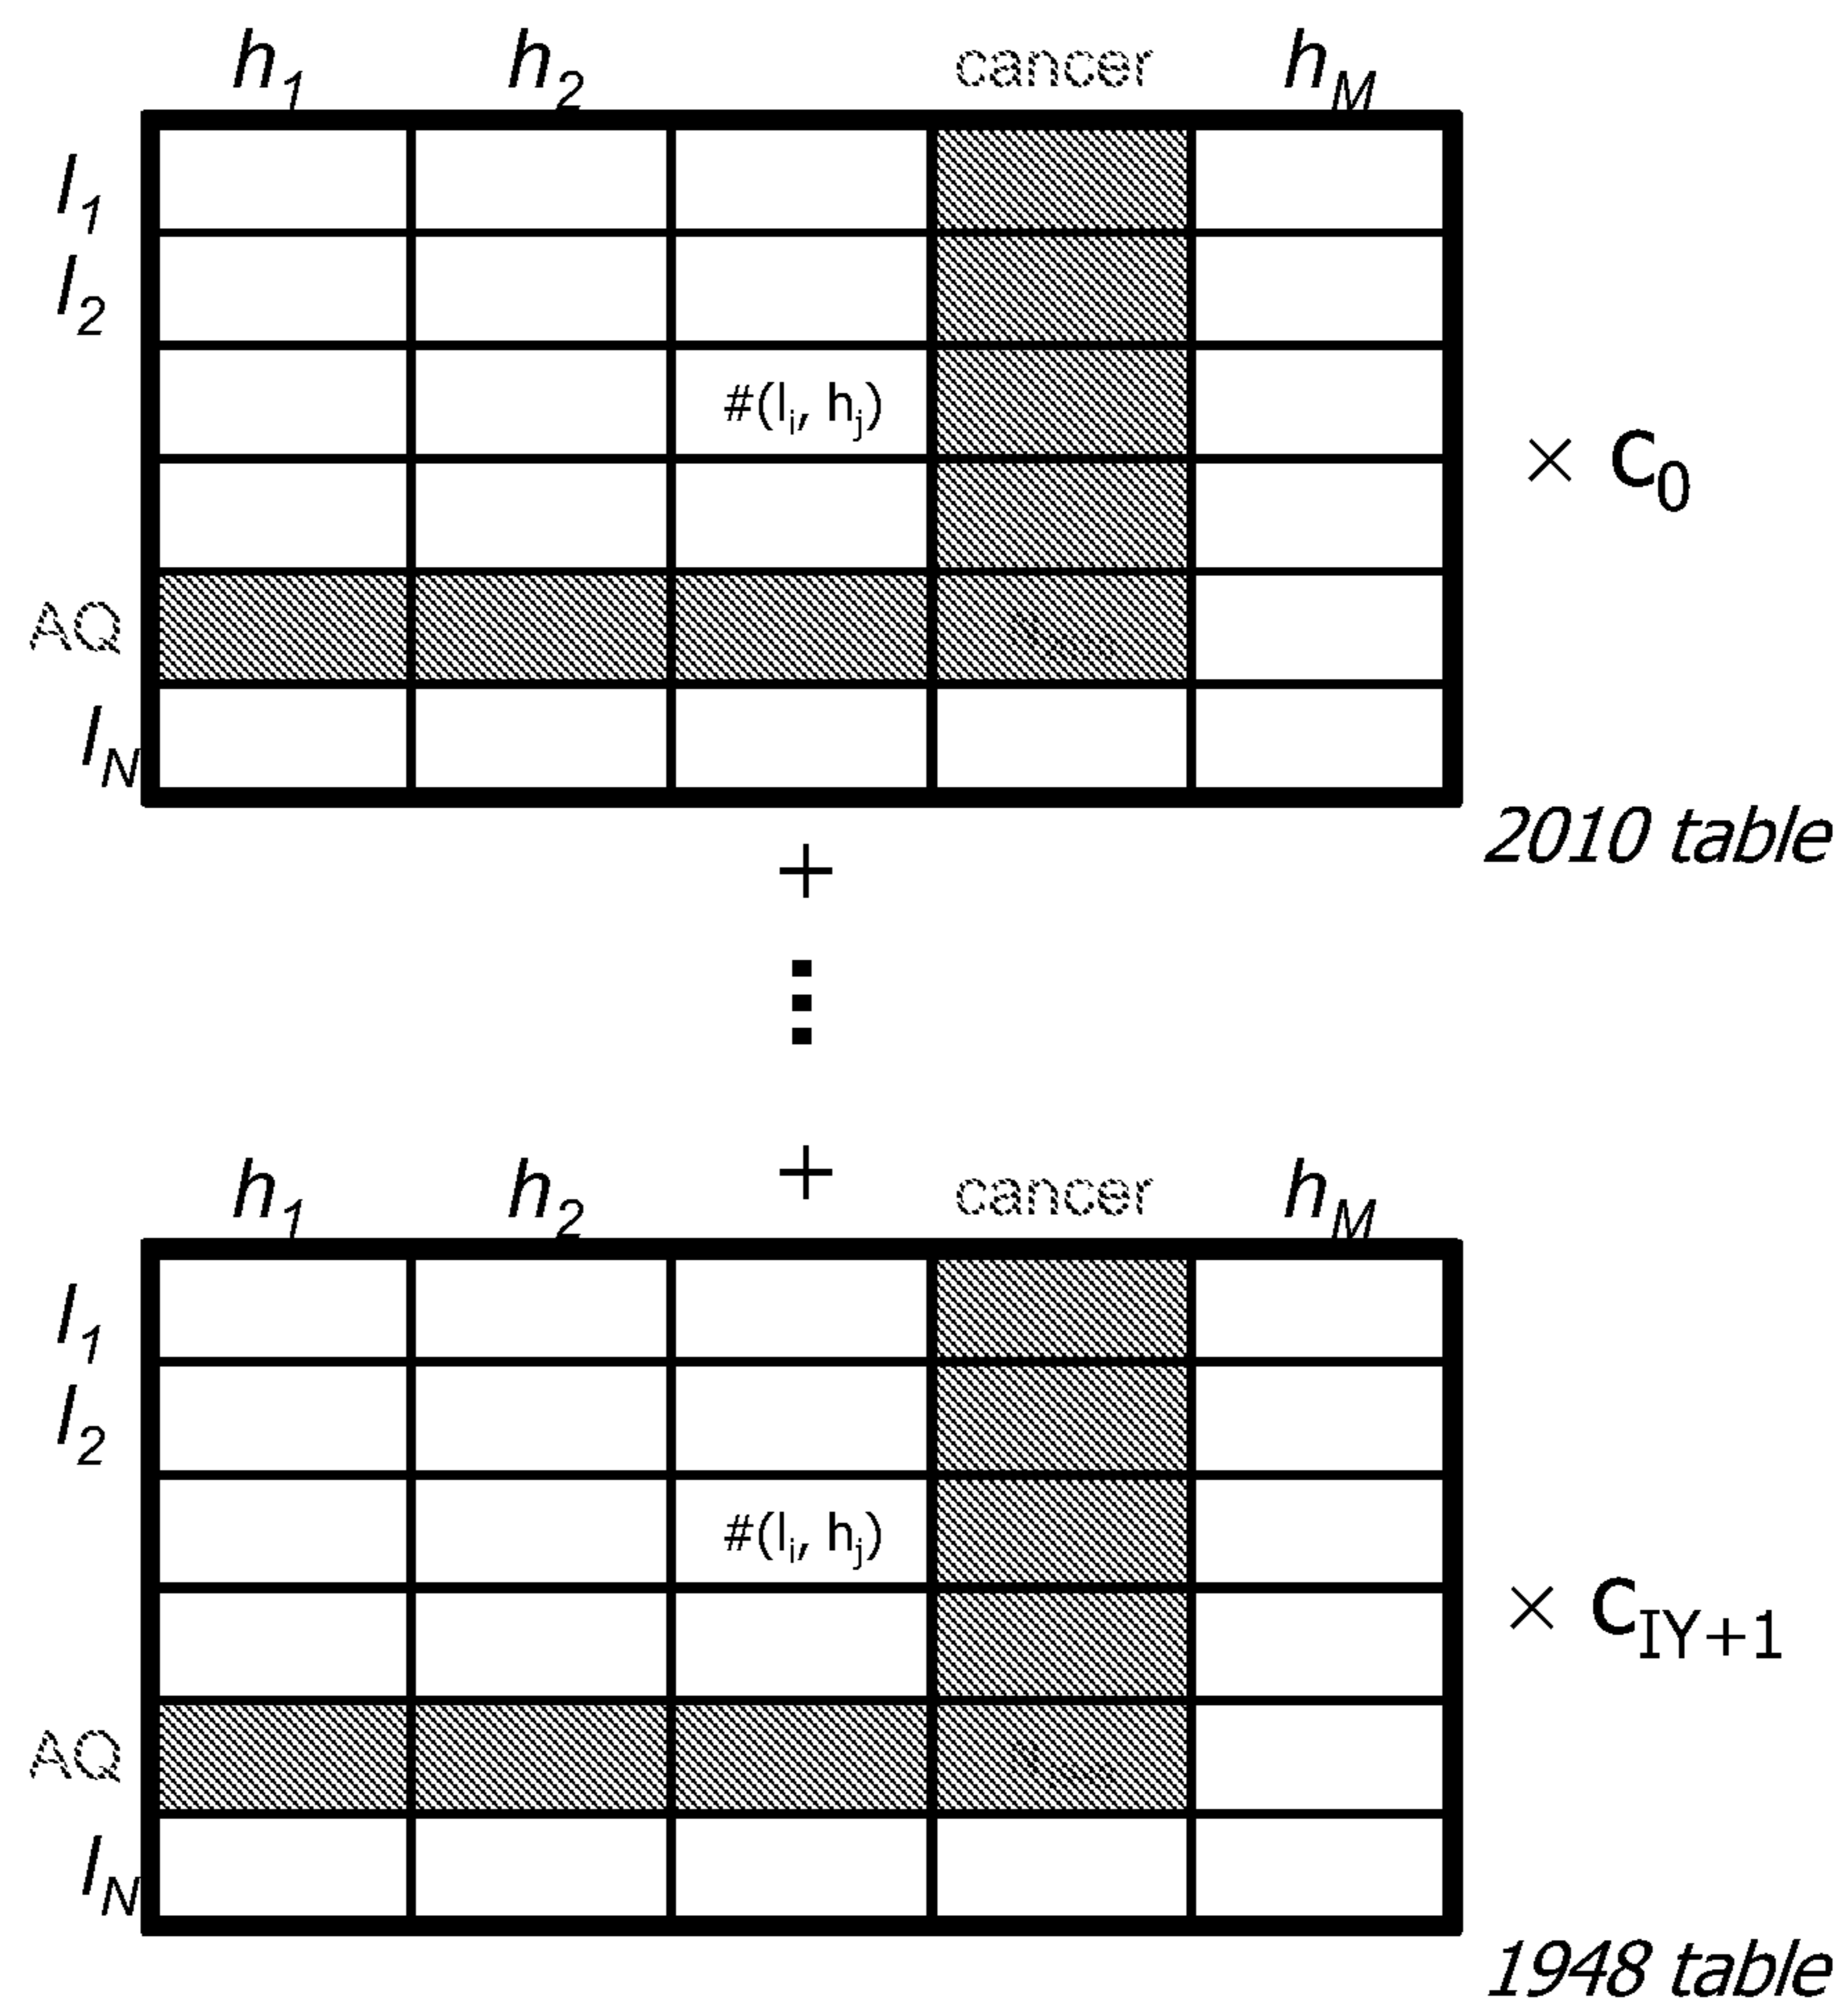 h1 h2 cancer hM
l1
l2
#(li, hj)
× C0
AQ
lN
2010 table
+
⋮
+
h1 h2 cancer hM
l1
l2
#(li, hj)
× CIY+1
AQ
lN
1948 table